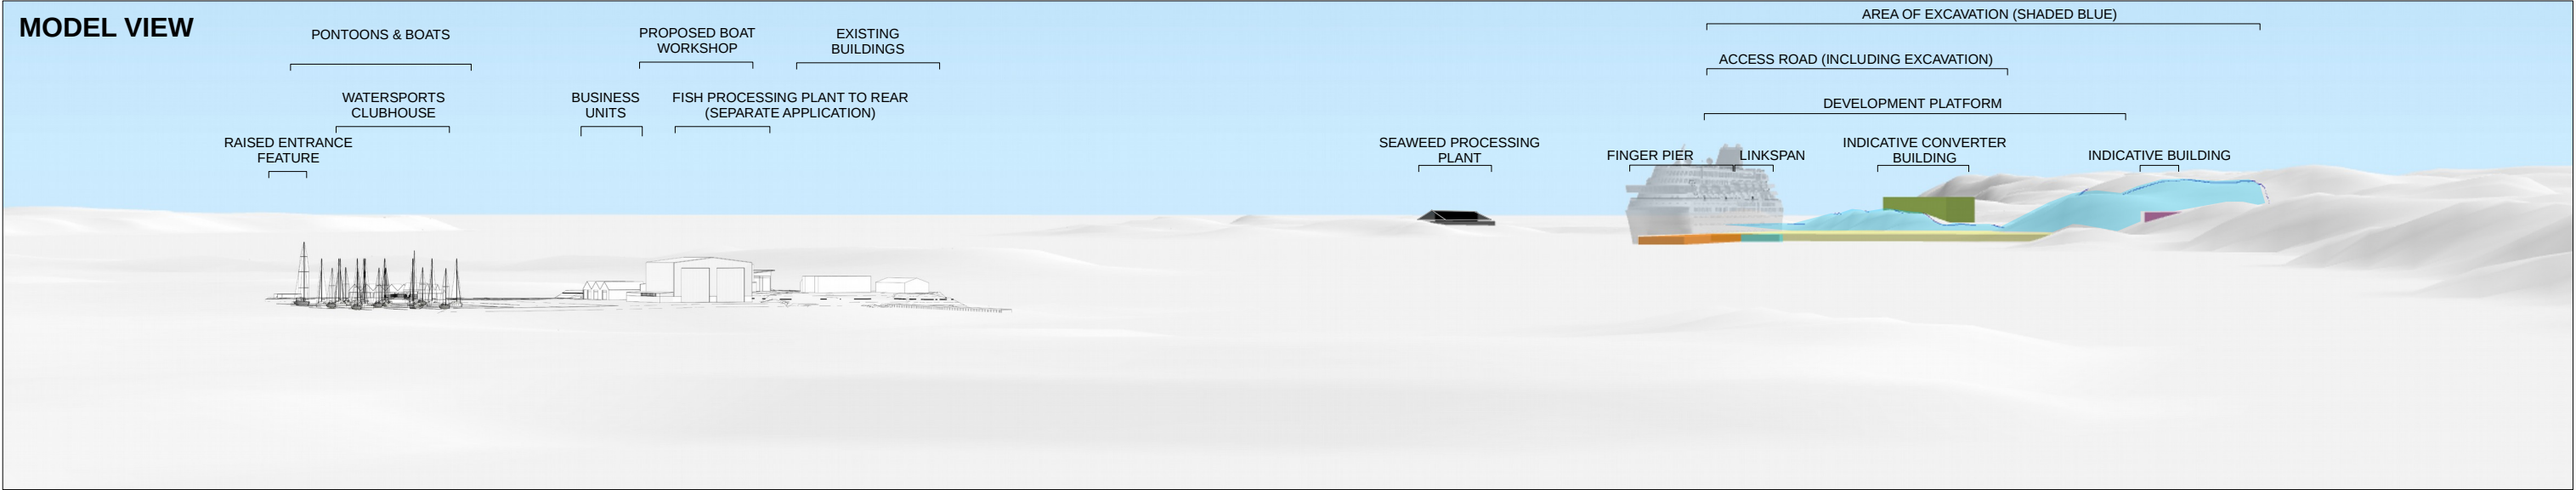 MODEL VIEW
PONTOONS & BOATS
WATERSPORTS
CLUBHOUSE
RAISED ENTRANCE
FEATURE
PROPOSED BOAT
WORKSHOP
EXISTING
BUILDINGS
BUSINESS
UNITS
FISH PROCESSING PLANT TO REAR
(SEPARATE APPLICATION)
SEAWEED PROCESSING
PLANT
AREA OF EXCAVATION (SHADED BLUE)
ACCESS ROAD (INCLUDING EXCAVATION)
DEVELOPMENT PLATFORM
FINGER PIER
LINKSPAN
INDICATIVE CONVERTER
BUILDING
INDICATIVE BUILDING